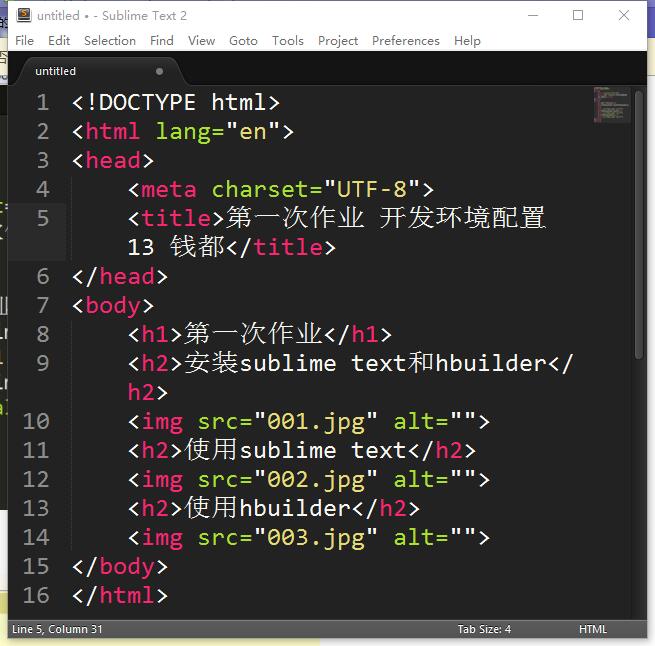 untitled • - Sublime Text 2
File Edit Selection Find View Goto Tools Project Preferences Help
untitled
1 <!DOCTYPE html>
2 <html lang="en">
3 <head>
4 <meta charset="UTF-8">
5 <title>第一次作业 开发环境配置
13 钱都</title>
6 </head>
7 <body>
8 <h1>第一次作业</h1>
9 <h2>安装sublime text和hbuilder</
h2>
10 <img src="001.jpg" alt="">
11 <h2>使用sublime text</h2>
12 <img src="002.jpg" alt="">
13 <h2>使用hbuilder</h2>
14 <img src="003.jpg" alt="">
15 </body>
16 </html>
Line 5, Column 31 Tab Size: 4 HTML